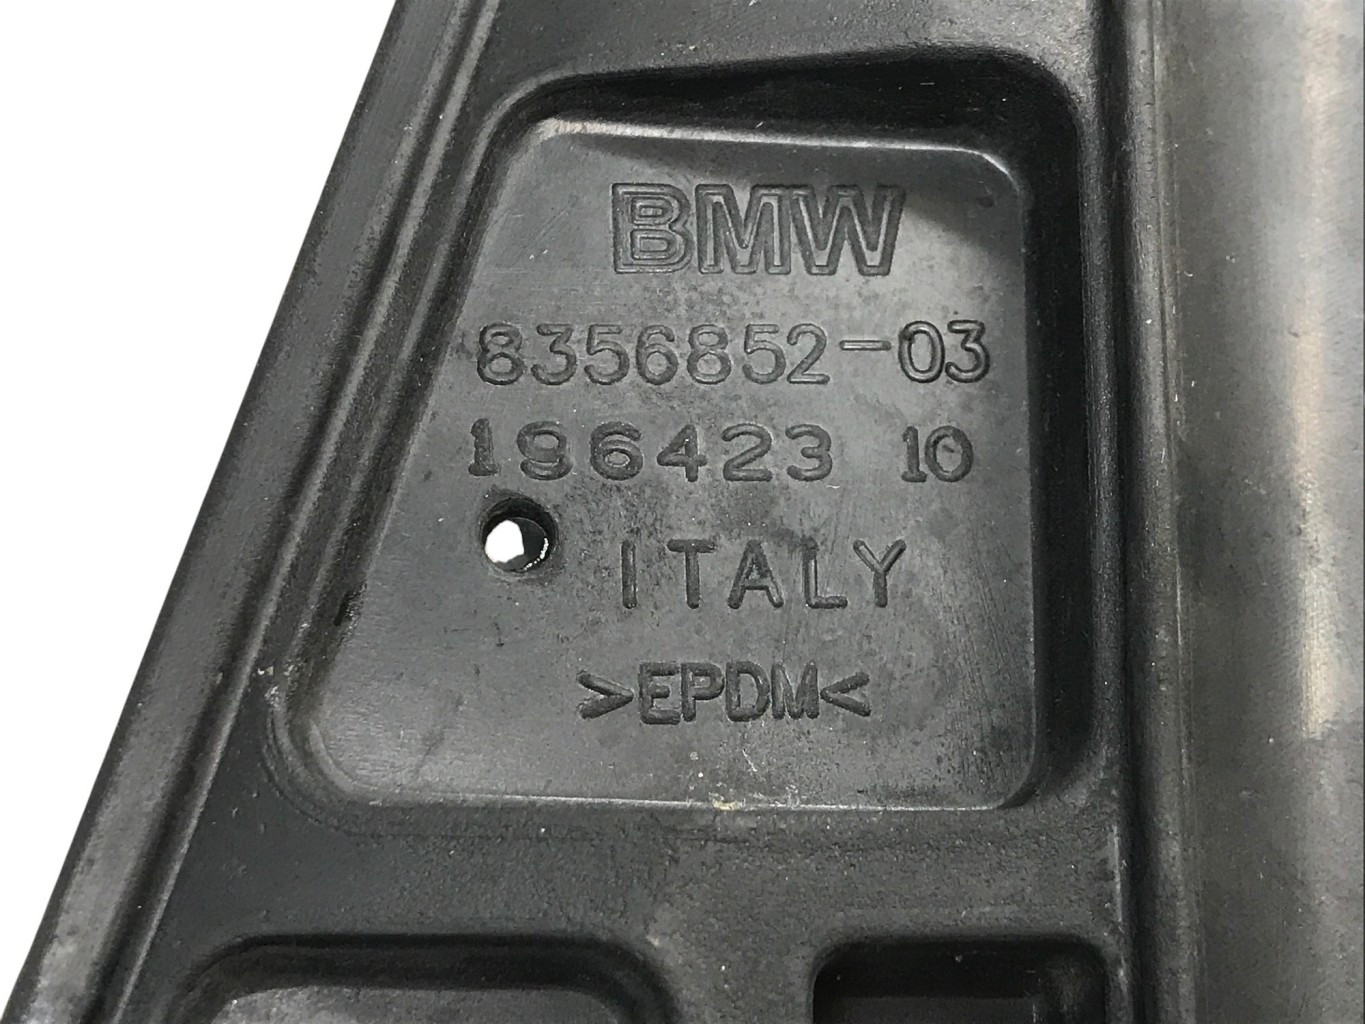 BMW
8356852-03
196423 10
ITALY
>EPDM<